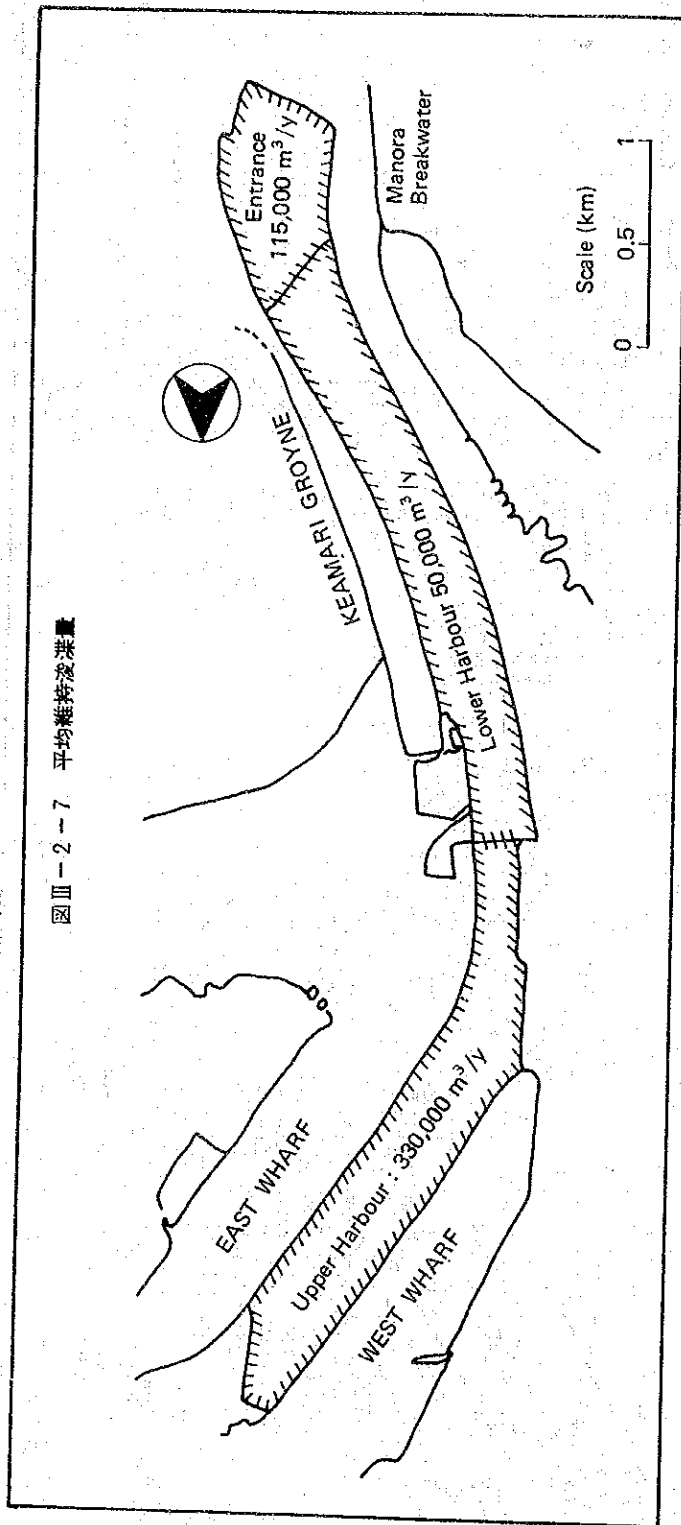 図Ⅲ－2－7 平均維持浚渫量
Entrance
115,000 m³/y
Manora
Breakwater
KEAMARI GROYNE
Lower Harbour 50,000 m³/y
EAST WHARF
Upper Harbour : 330,000 m³/y
WEST WHARF
Scale (km)
0 0.5 1